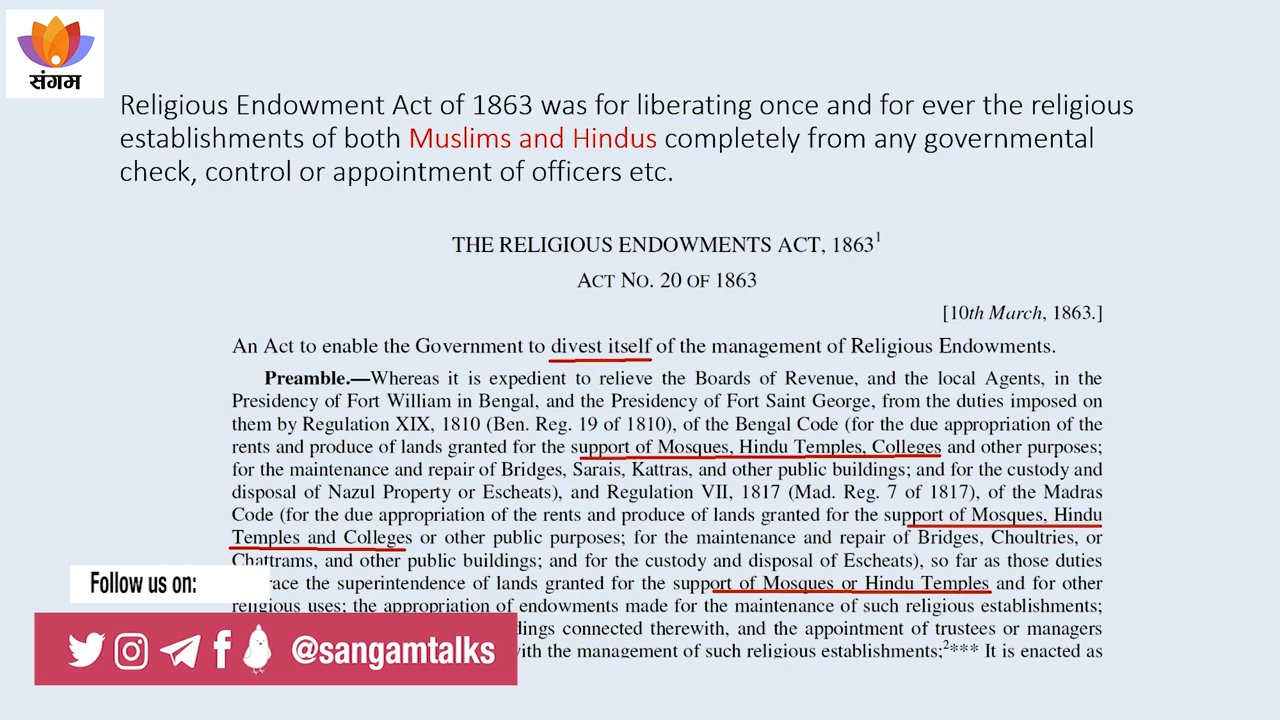 संगम
Religious Endowment Act of 1863 was for liberating once and for ever the religious
establishments of both Muslims and Hindus completely from any governmental
check, control or appointment of officers etc.
THE RELIGIOUS ENDOWMENTS ACT, 1863¹
ACT NO. 20 OF 1863
[10th March, 1863.]
An Act to enable the Government to divest itself of the management of Religious Endowments.
Preamble.—Whereas it is expedient to relieve the Boards of Revenue, and the local Agents, in the
Presidency of Fort William in Bengal, and the Presidency of Fort Saint George, from the duties imposed on
them by Regulation XIX, 1810 (Ben. Reg. 19 of 1810), of the Bengal Code (for the due appropriation of the
rents and produce of lands granted for the support of Mosques, Hindu Temples, Colleges and other purposes;
for the maintenance and repair of Bridges, Sarais, Kattras, and other public buildings; and for the custody and
disposal of Nazul Property or Escheats), and Regulation VII, 1817 (Mad. Reg. 7 of 1817), of the Madras
Code (for the due appropriation of the rents and produce of lands granted for the support of Mosques, Hindu
Temples and Colleges or other public purposes; for the maintenance and repair of Bridges, Choultries, or
Chattrams, and other public buildings; and for the custody and disposal of Escheats), so far as those duties
the superintendence of lands granted for the support of Mosques or Hindu Temples and for other
religious uses; the appropriation of endowments made for the maintenance of such religious establishments;
connected therewith, and the appointment of trustees or managers
the management of such religious establishments;²*** It is enacted as
Follow us on:
@sangamtalks